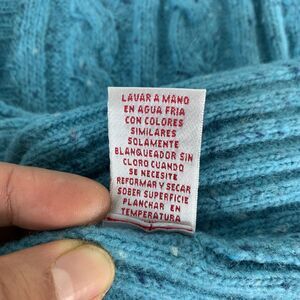 LAVAR A MANO
EN AGUA FRIA
CON COLORES
SIMILARES
SOLAMENTE
BLANQUEADOR SIN
CLORO CUANDO
SE NECESITE
REFORMAR Y SECAR
SOBER SUPERFICIE
PLANCHAR EN
TEMPERATURA